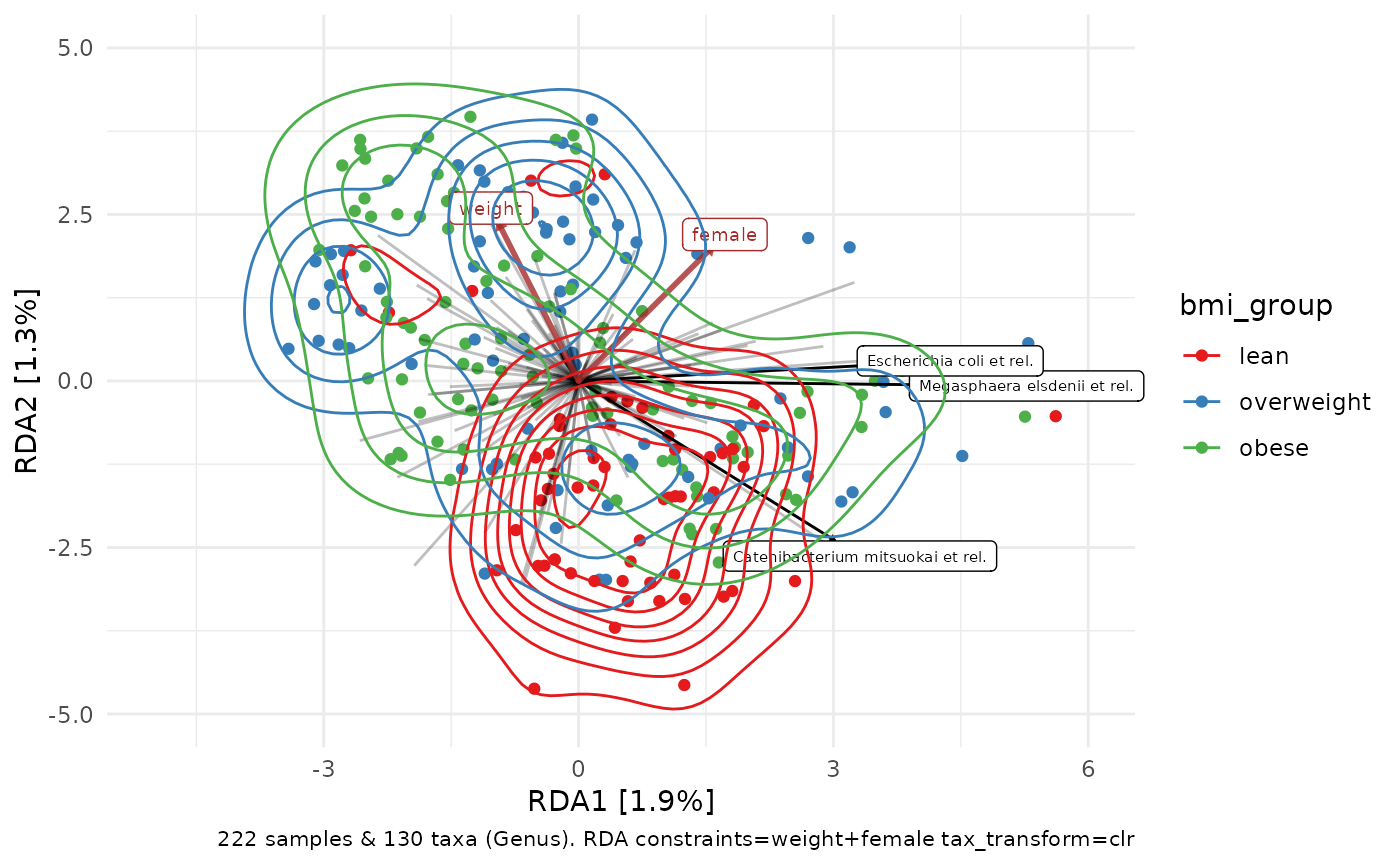 5.0
2.5
0.0
-2.5
-5.0
RDA2 [1.3%]
weight
female
Escherichia coli et rel.
Megasphaera elsdenii et rel.
Catenibacterium mitsuokai et rel.
-3
0
3
6
RDA1 [1.9%]
222 samples & 130 taxa (Genus). RDA constraints=weight+female tax_transform=clr
bmi_group
lean
overweight
obese